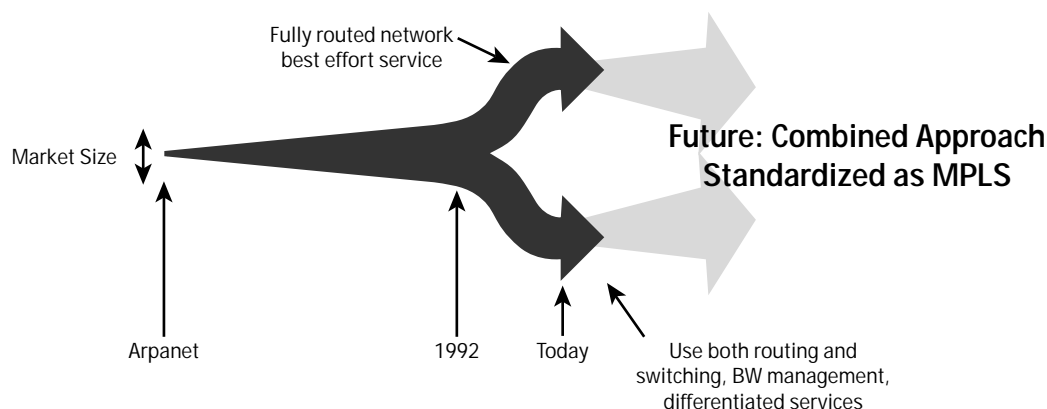 Fully routed network
best effort service
Market Size
Future: Combined Approach
Standardized as MPLS
Arpanet
1992
Today
Use both routing and
switching, BW management,
differentiated services